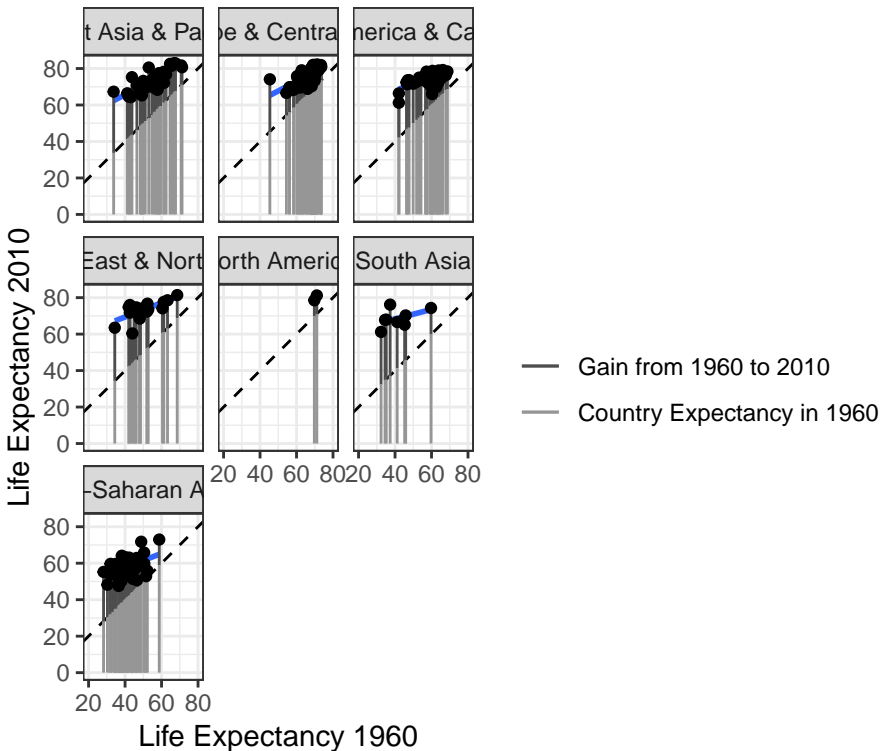 t Asia & Pa
pe & Centra
nerica & Ca
80
60
40
20
0
East & Nort
orth Americ
South Asia
80
60
40
20
0
20 40 60 80
20 40 60 80
-Saharan A
80
60
40
20
0
20 40 60 80
Life Expectancy 2010
Life Expectancy 1960
Gain from 1960 to 2010
Country Expectancy in 1960